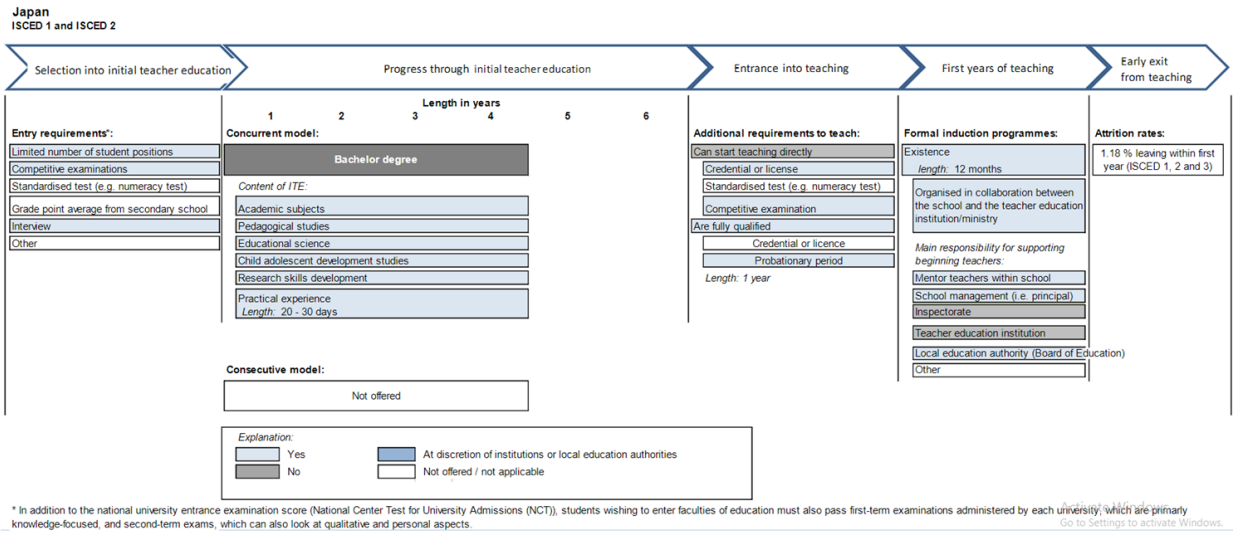 Japan
ISCED 1 and ISCED 2
Selection into initial teacher education
Progress through initial teacher education
Entrance into teaching
First years of teaching
Early exit
from teaching
Length in years
1 2 3 4 5 6
Entry requirements*:
Limited number of student positions
Competitive examinations
Standardised test (e.g. numeracy test)
Grade point average from secondary school
Interview
Other
Concurrent model:
Bachelor degree
Content of ITE:
Academic subjects
Pedagogical studies
Educational science
Child adolescent development studies
Research skills development
Practical experience
Length: 20 - 30 days
Consecutive model:
Not offered
Additional requirements to teach:
Can start teaching directly
Credential or license
Standardised test (e.g. numeracy test)
Competitive examination
Are fully qualified
Credential or licence
Probationary period
Length: 1 year
Formal induction programmes:
Existence
length: 12 months
Organised in collaboration between
the school and the teacher education
institution/ministry
Main responsibility for supporting
beginning teachers:
Mentor teachers within school
School management (i.e. principal)
Inspectorate
Teacher education institution
Local education authority (Board of Education)
Other
Attrition rates:
1.18 % leaving within first
year (ISCED 1, 2 and 3)
Explanation:
Yes
At discretion of institutions or local education authorities
No
Not offered / not applicable
* In addition to the national university entrance examination score (National Center Test for University Admissions (NCT)), students wishing to enter faculties of education must also pass first-term examinations administered by each university, which are primarily
knowledge-focused, and second-term exams, which can also look at qualitative and personal aspects.
Activate Windows
Go to Settings to activate Windows.